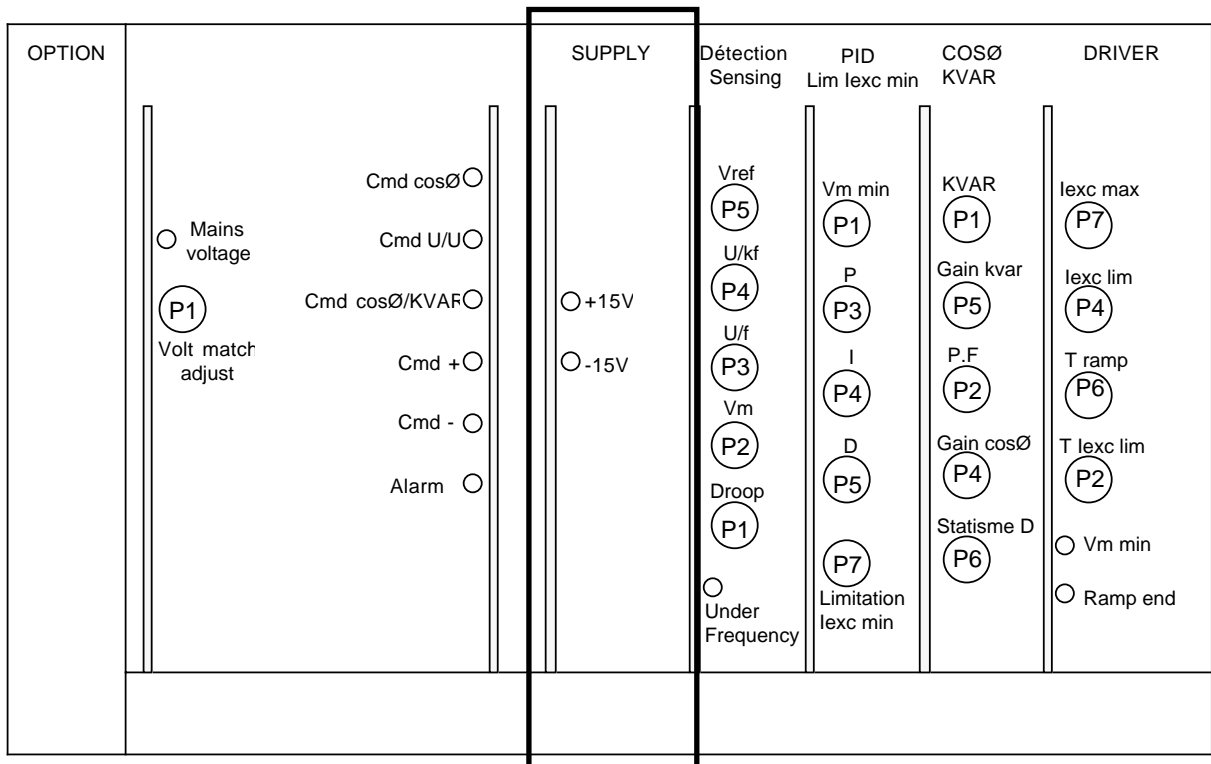 OPTION
SUPPLY
Détection
Sensing
PID
Lim Iexc min
COSØ
KVAR
DRIVER
Mains
voltage
P1
Volt match
adjust
Cmd cosØ
Cmd U/U
Cmd cosØ/KVAR
Cmd +
Cmd -
Alarm
+15V
-15V
Vref
P5
U/kf
P4
U/f
P3
Vm
P2
Droop
P1
Under
Frequency
Vm min
P1
P
P3
I
P4
D
P5
P7
Limitation
Iexc min
KVAR
P1
Gain kvar
P5
P.F
P2
Gain cosØ
P4
Statisme D
P6
Iexc max
P7
Iexc lim
P4
T ramp
P6
T Iexc lim
P2
Vm min
Ramp end